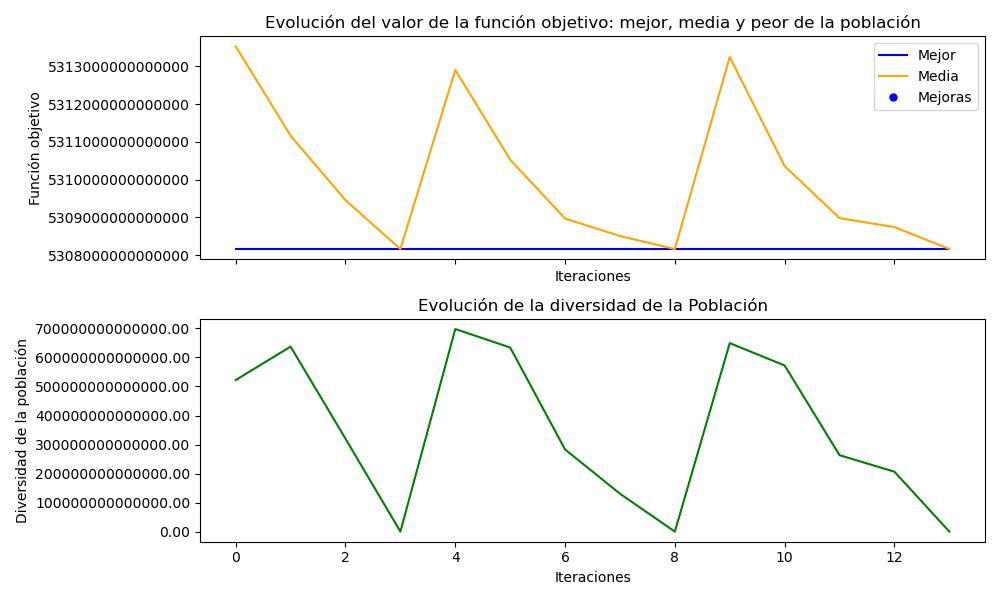 Evolución del valor de la función objetivo: mejor, media y peor de la población
Función objetivo
5313000000000000
5312000000000000
5311000000000000
5310000000000000
5309000000000000
5308000000000000
Mejor
Media
Mejoras
Iteraciones
Evolución de la diversidad de la Población
Diversidad de la población
700000000000000.00
600000000000000.00
500000000000000.00
400000000000000.00
300000000000000.00
200000000000000.00
100000000000000.00
0.00
0 2 4 6 8 10 12
Iteraciones